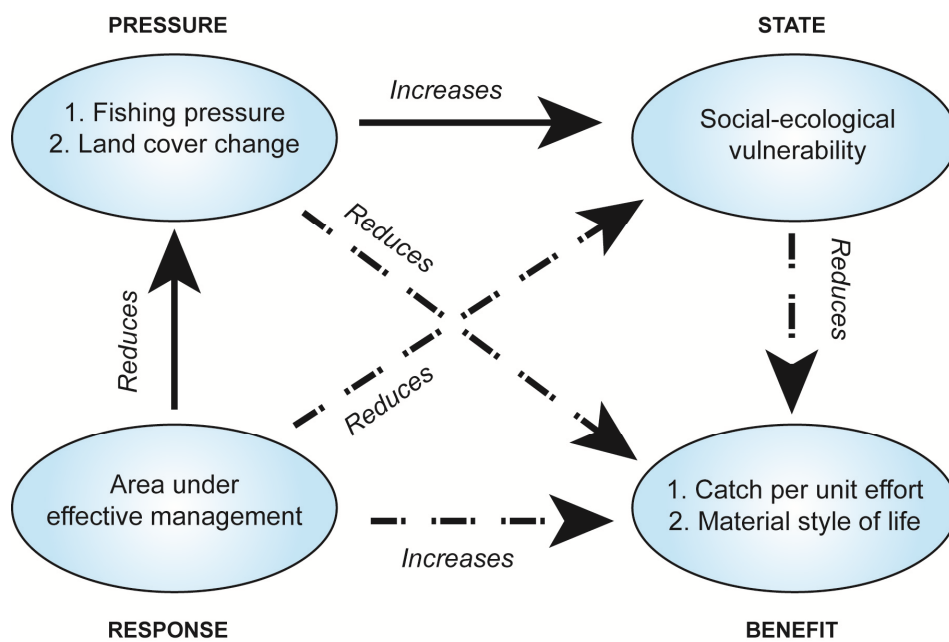 PRESSURE
STATE
1. Fishing pressure
2. Land cover change
Increases
Social-ecological
vulnerability
Reduces
Reduces
Reduces
Reduces
Area under
effective management
Increases
1. Catch per unit effort
2. Material style of life
RESPONSE
BENEFIT